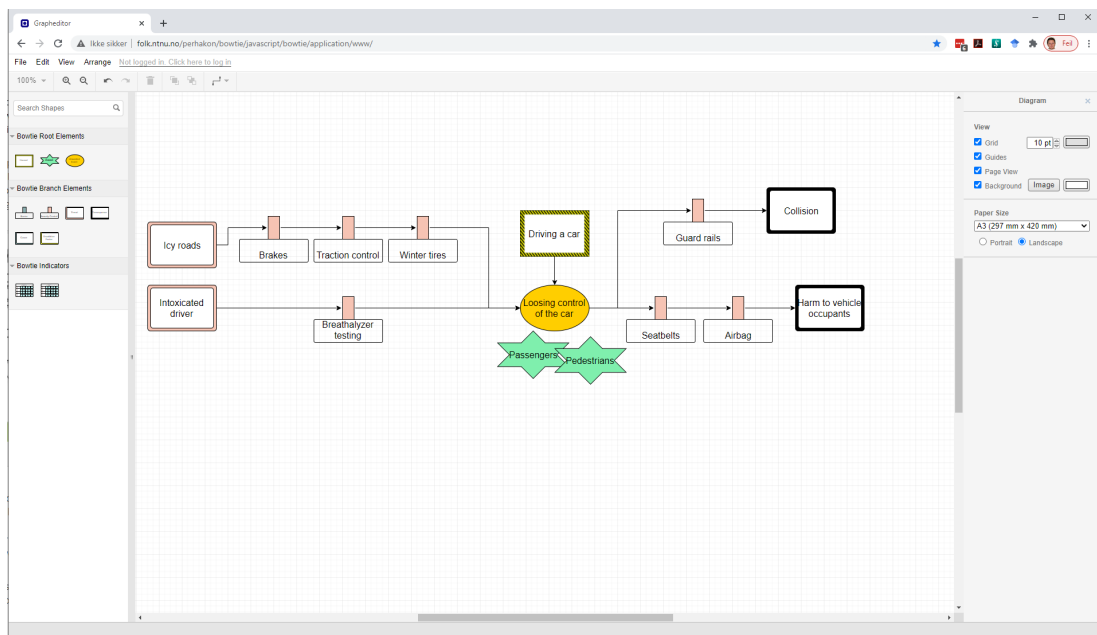 Grapheditor
Ikke sikker
folk.ntnu.no/perhakon/bowtie/javascript/bowtie/application/www/
Feil
File Edit View Arrange Not logged in. Click here to log in
100%
Search Shapes
Bowtie Root Elements
Bowtie Branch Elements
Bowtie Indicators
Icy roads
Brakes
Traction control
Winter tires
Driving a car
Guard rails
Collision
Intoxicated
driver
Breathalyzer
testing
Loosing control
of the car
Seatbelts
Airbag
Harm to vehicle
occupants
Passengers
Pedestrians
Diagram
View
Grid
10 pt
Guides
Page View
Background
Image
Paper Size
A3 (297 mm x 420 mm)
Portrait
Landscape